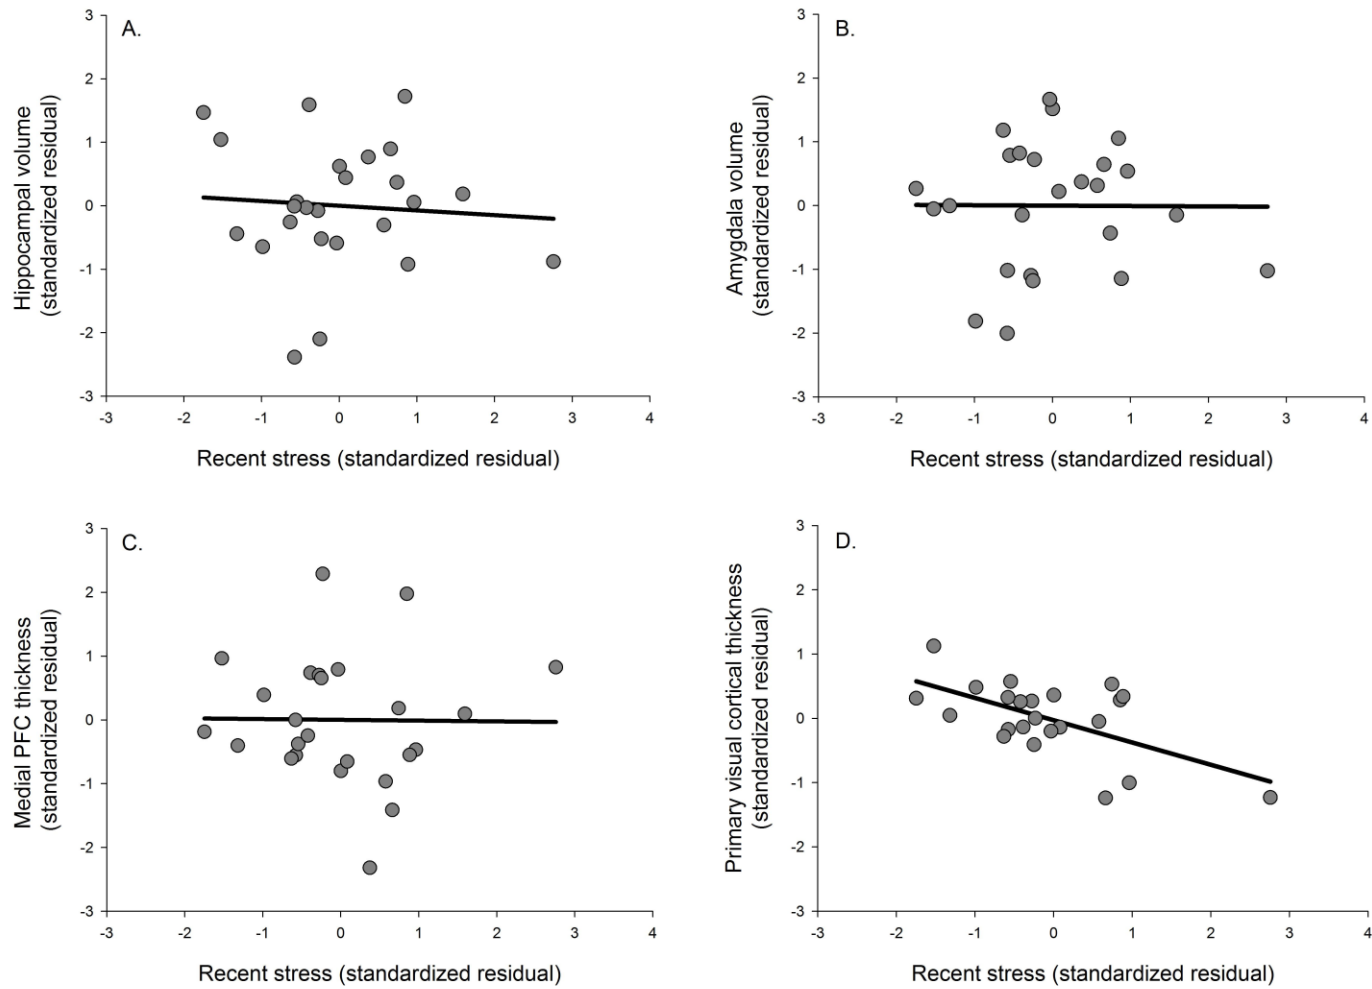 A.
Hippocampal volume
(standardized residual)
3
2
1
0
-1
-2
-3
-3 -2 -1 0 1 2 3 4
Recent stress (standardized residual)
B.
Amygdala volume
(standardized residual)
3
2
1
0
-1
-2
-3
-3 -2 -1 0 1 2 3 4
Recent stress (standardized residual)
C.
Medial PFC thickness
(standardized residual)
3
2
1
0
-1
-2
-3
-3 -2 -1 0 1 2 3 4
Recent stress (standardized residual)
D.
Primary visual cortical thickness
(standardized residual)
3
2
1
0
-1
-2
-3
-3 -2 -1 0 1 2 3 4
Recent stress (standardized residual)